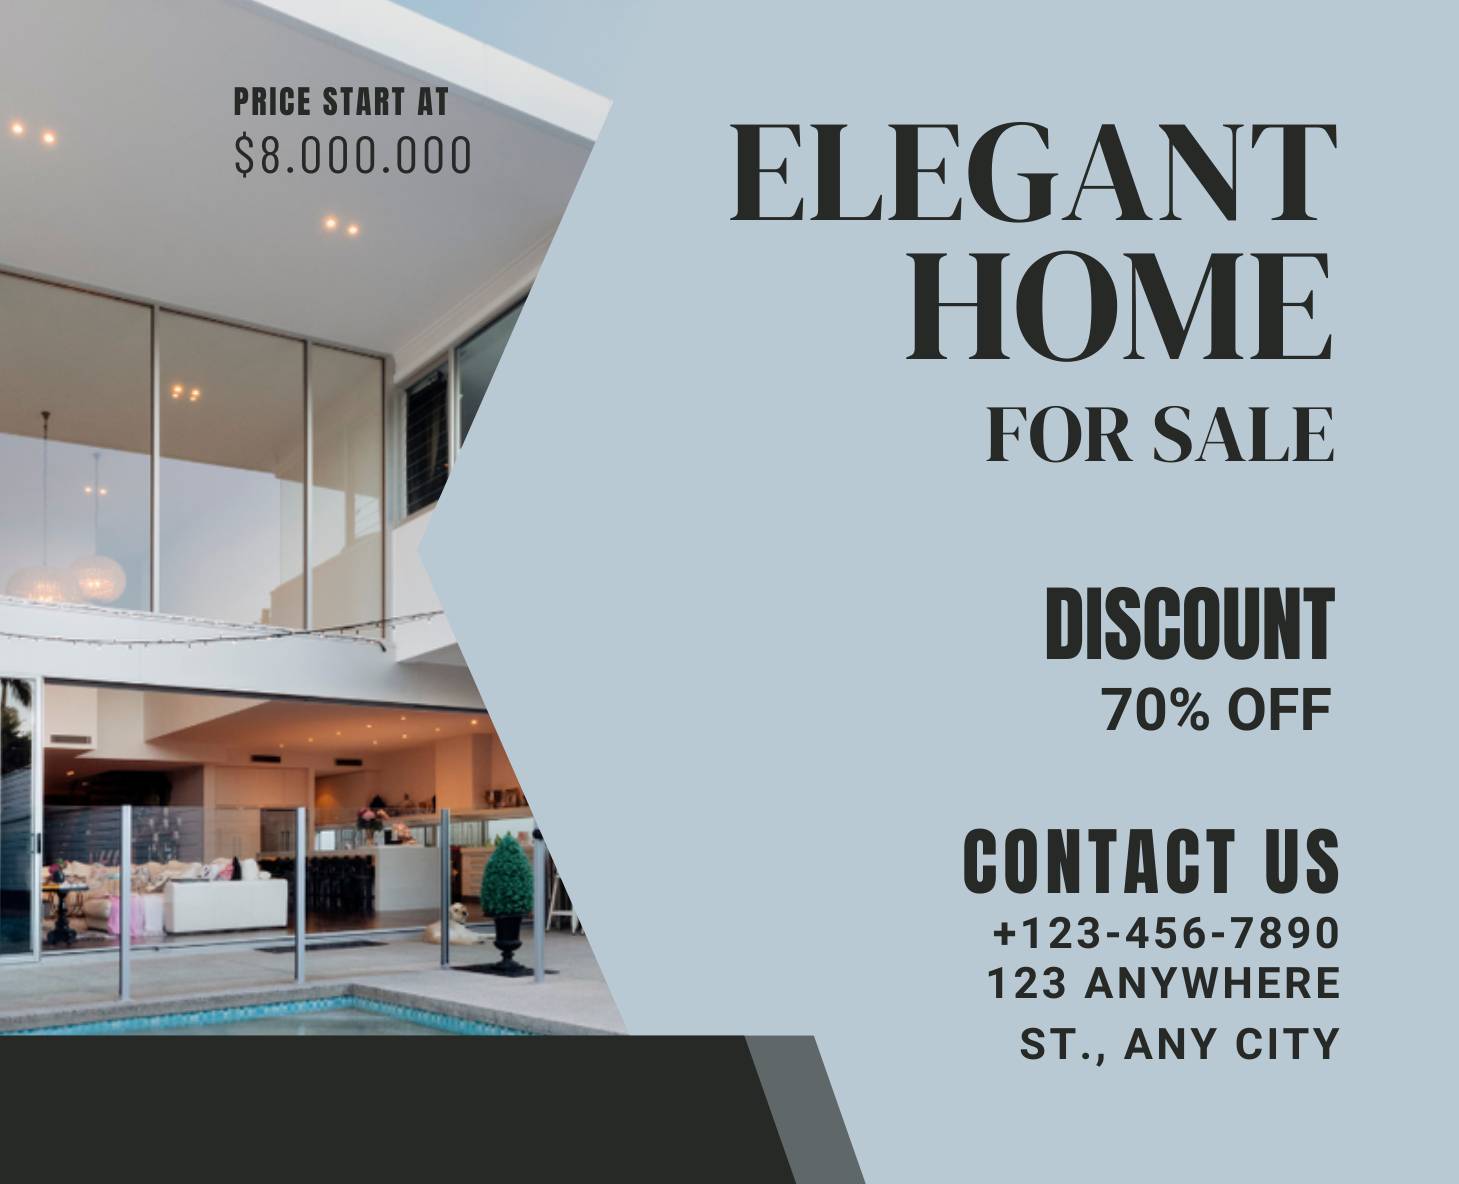 PRICE START AT
$8.000.000
ELEGANT
HOME
FOR SALE
DISCOUNT
70% OFF
CONTACT US
+123-456-7890
123 ANYWHERE
ST., ANY CITY